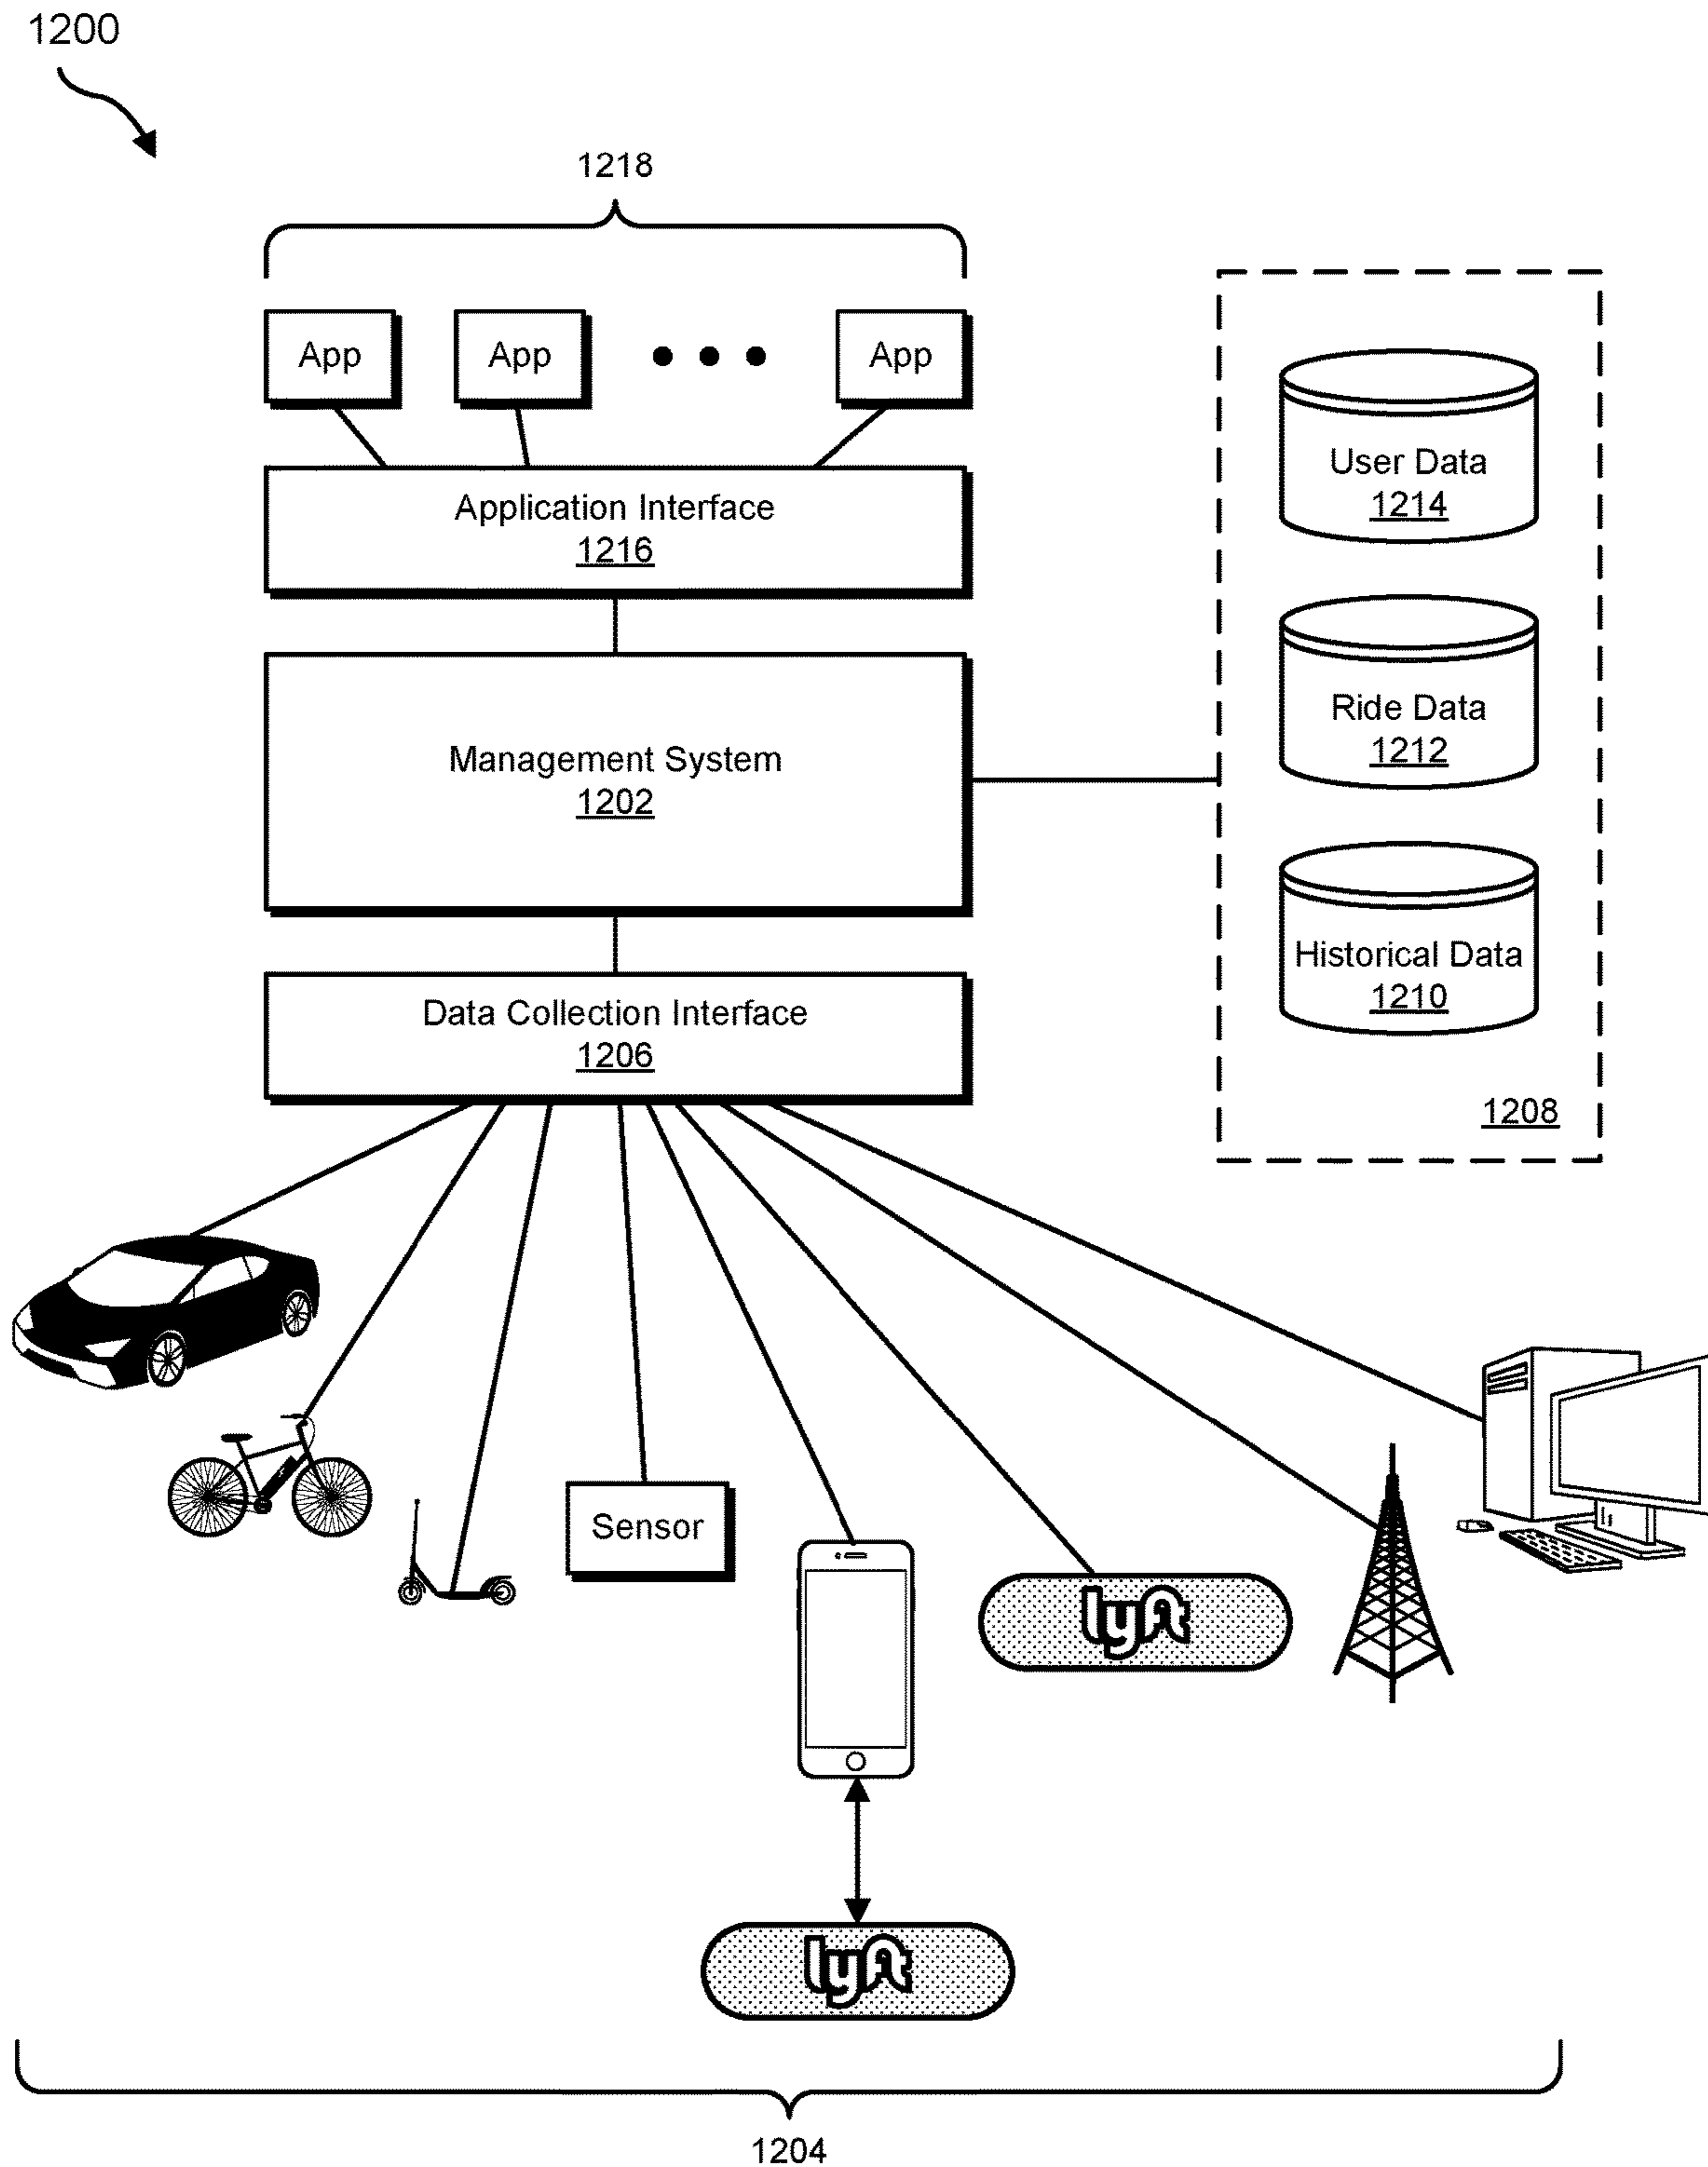 1200
1218
App
App
App
Application Interface
1216
Management System
1202
Data Collection Interface
1206
User Data
1214
Ride Data
1212
Historical Data
1210
1208
Sensor
lyft
lyft
1204